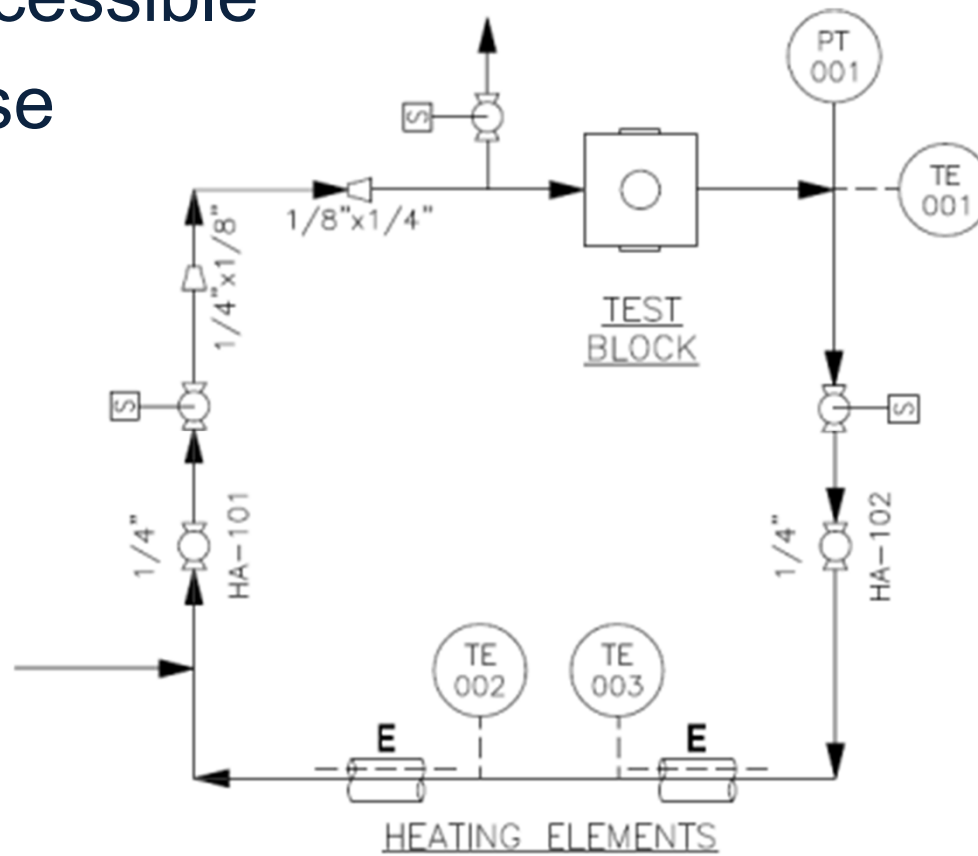 cessible
se
PT
001
S
TE
001
1/8"x1/4"
1/4"x1/8"
TEST
BLOCK
S
S
1/4"
HA-101
1/4"
HA-102
TE
002
TE
003
E
E
HEATING ELEMENTS